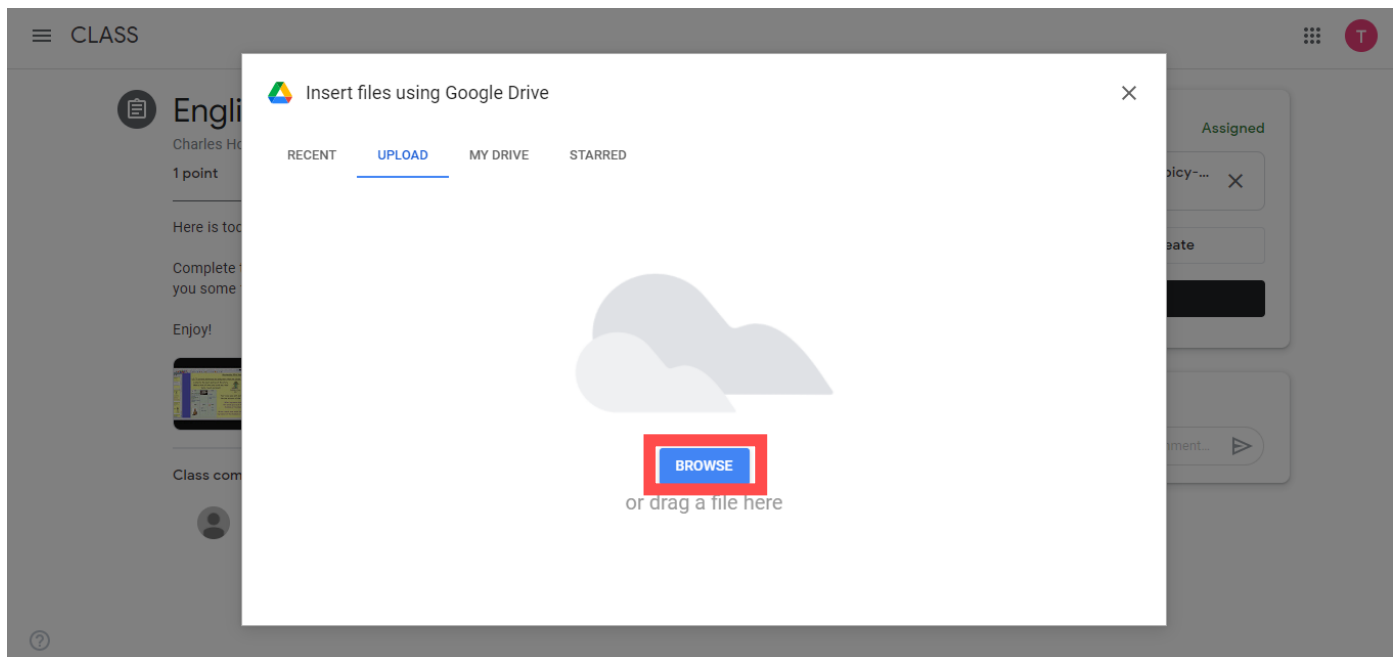 CLASS
T
Insert files using Google Drive
Engli
Charles Ho
1 point
RECENT UPLOAD MY DRIVE STARRED
Assigned
picy-...
Here is tod
eate
Complete
you some
Enjoy!
BROWSE
or drag a file here
Class com
nment...